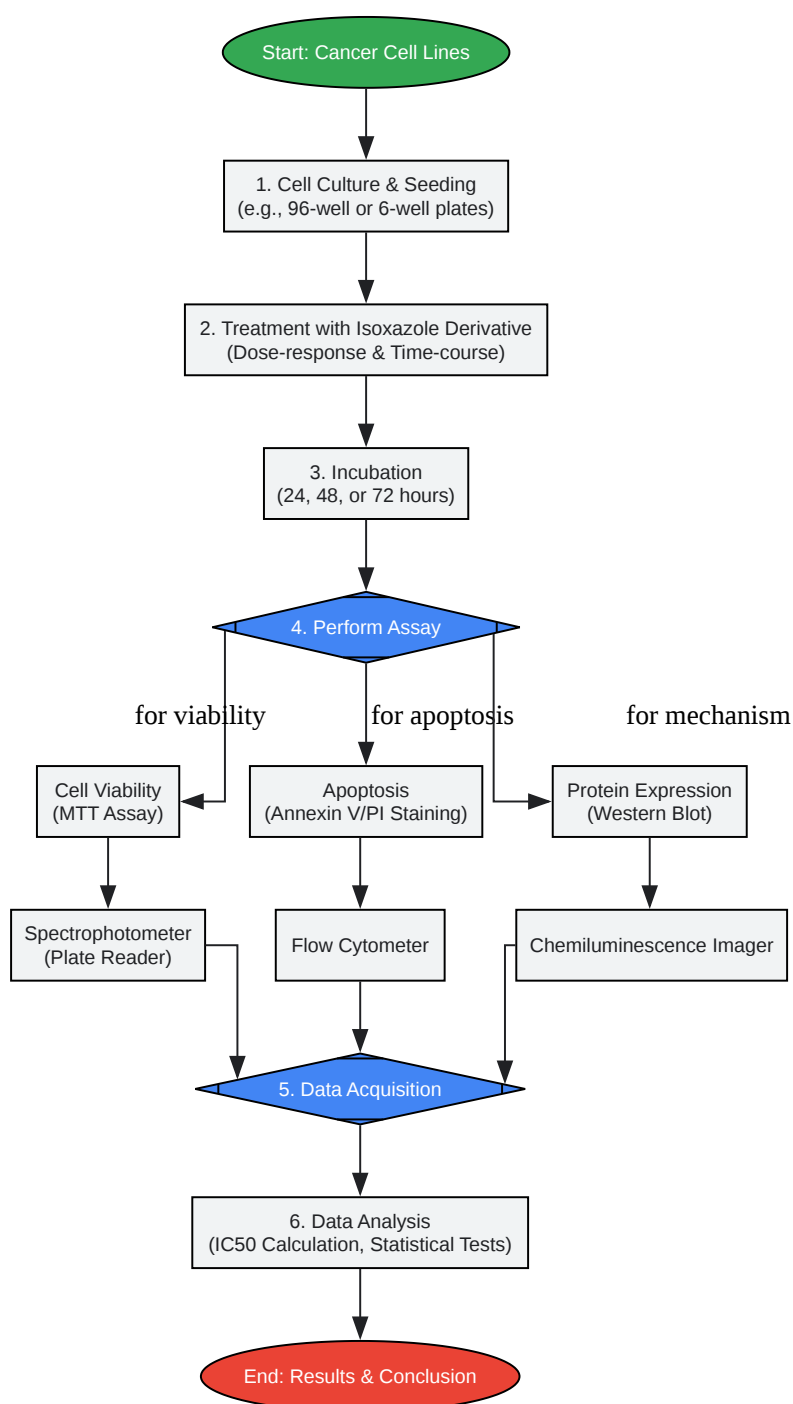 Start: Cancer Cell Lines
1. Cell Culture & Seeding
(e.g., 96-well or 6-well plates)
2. Treatment with Isoxazole Derivative
(Dose-response & Time-course)
3. Incubation
(24, 48, or 72 hours)
4. Perform Assay
for viability
for apoptosis
for mechanism
Cell Viability
(MTT Assay)
Apoptosis
(Annexin V/PI Staining)
Protein Expression
(Western Blot)
Spectrophotometer
(Plate Reader)
Flow Cytometer
Chemiluminescence Imager
5. Data Acquisition
6. Data Analysis
(IC50 Calculation, Statistical Tests)
End: Results & Conclusion